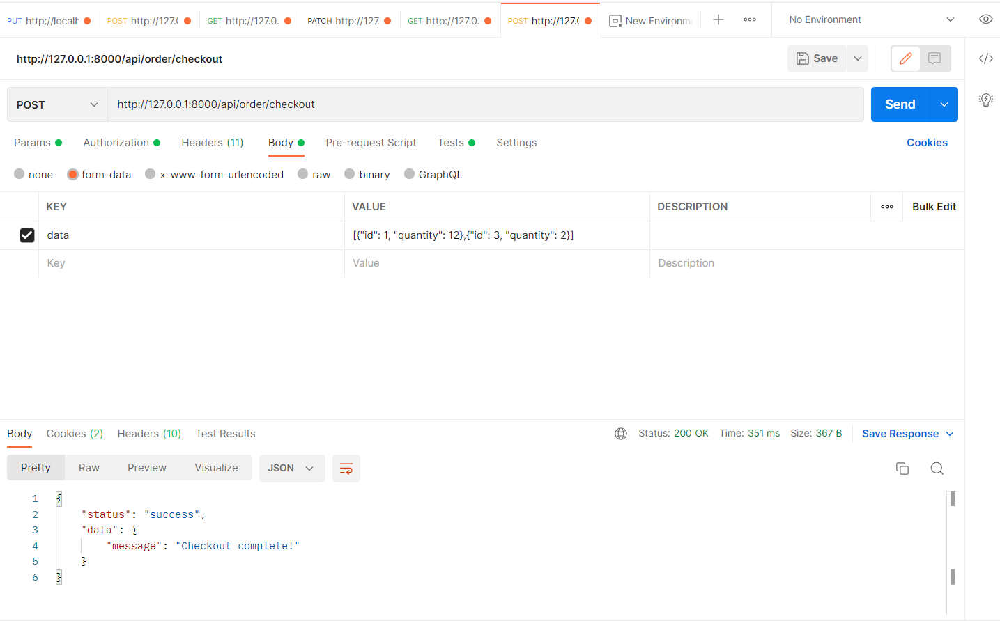 PUT http://localh POST http://127.0 GET http://127.0. PATCH http://127. GET http://127.0. POST http://127.0 New Environm No Environment
http://127.0.0.1:8000/api/order/checkout Save
POST http://127.0.0.1:8000/api/order/checkout Send
Params Authorization Headers (11) Body Pre-request Script Tests Settings Cookies
none form-data x-www-form-urlencoded raw binary GraphQL
KEY VALUE DESCRIPTION Bulk Edit
data [{"id": 1, "quantity": 12},{"id": 3, "quantity": 2}]
Key Value Description
Body Cookies (2) Headers (10) Test Results Status: 200 OK Time: 351 ms Size: 367 B Save Response
Pretty Raw Preview Visualize JSON
1 {
2 "status": "success",
3 "data": {
4 "message": "Checkout complete!"
5 }
6 }